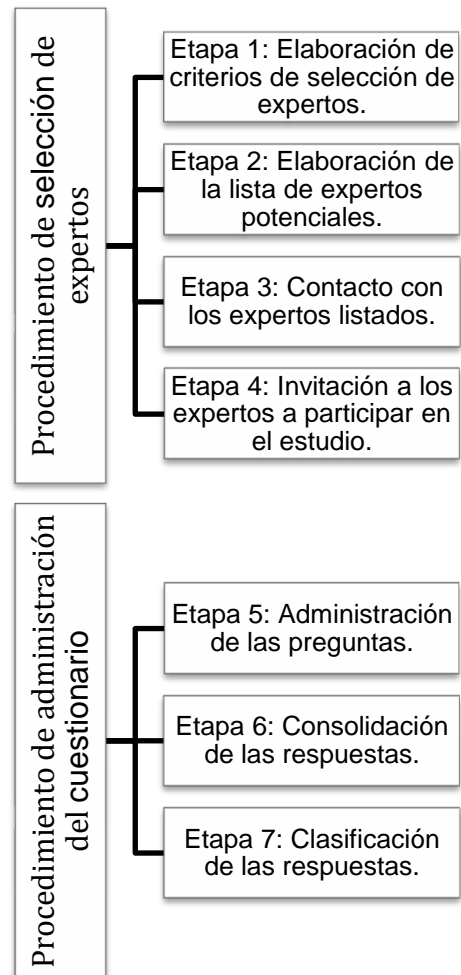 Procedimiento de selección de
expertos
Etapa 1: Elaboración de
criterios de selección de
expertos.
Etapa 2: Elaboración de
la lista de expertos
potenciales.
Etapa 3: Contacto con
los expertos listados.
Etapa 4: Invitación a los
expertos a participar en
el estudio.
Procedimiento de administración
del cuestionario
Etapa 5: Administración
de las preguntas.
Etapa 6: Consolidación
de las respuestas.
Etapa 7: Clasificación
de las respuestas.